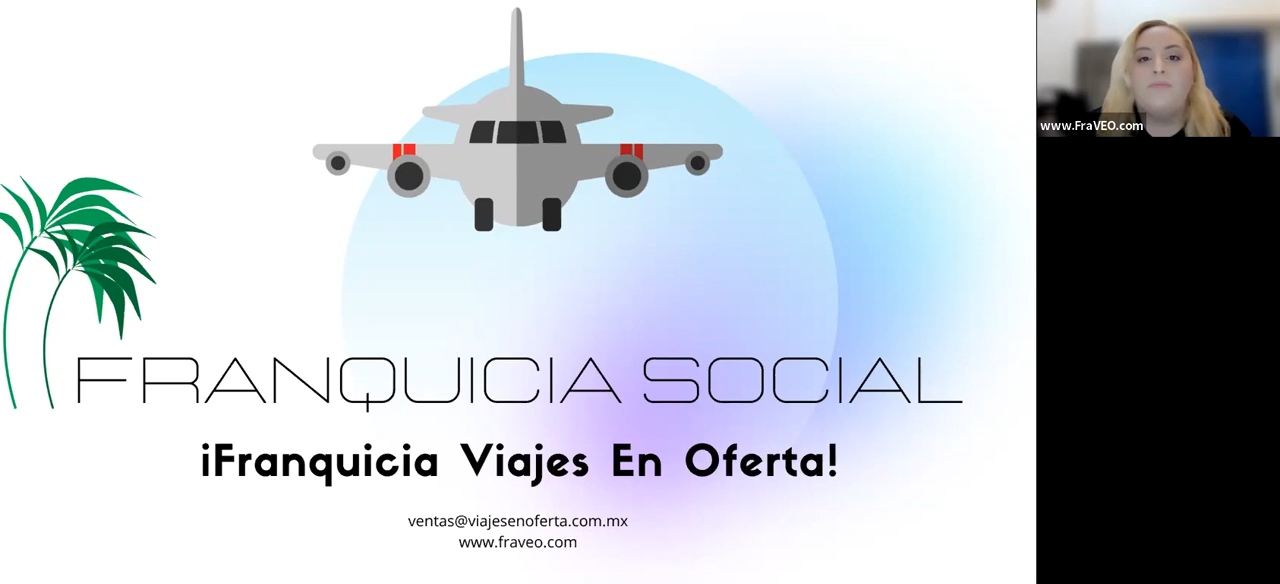 www.FraVEO.com
FRANQUICIA SOCIAL
¡Franquicia Viajes En Oferta!
ventas@viajesenoferta.com.mx
www.fraveo.com